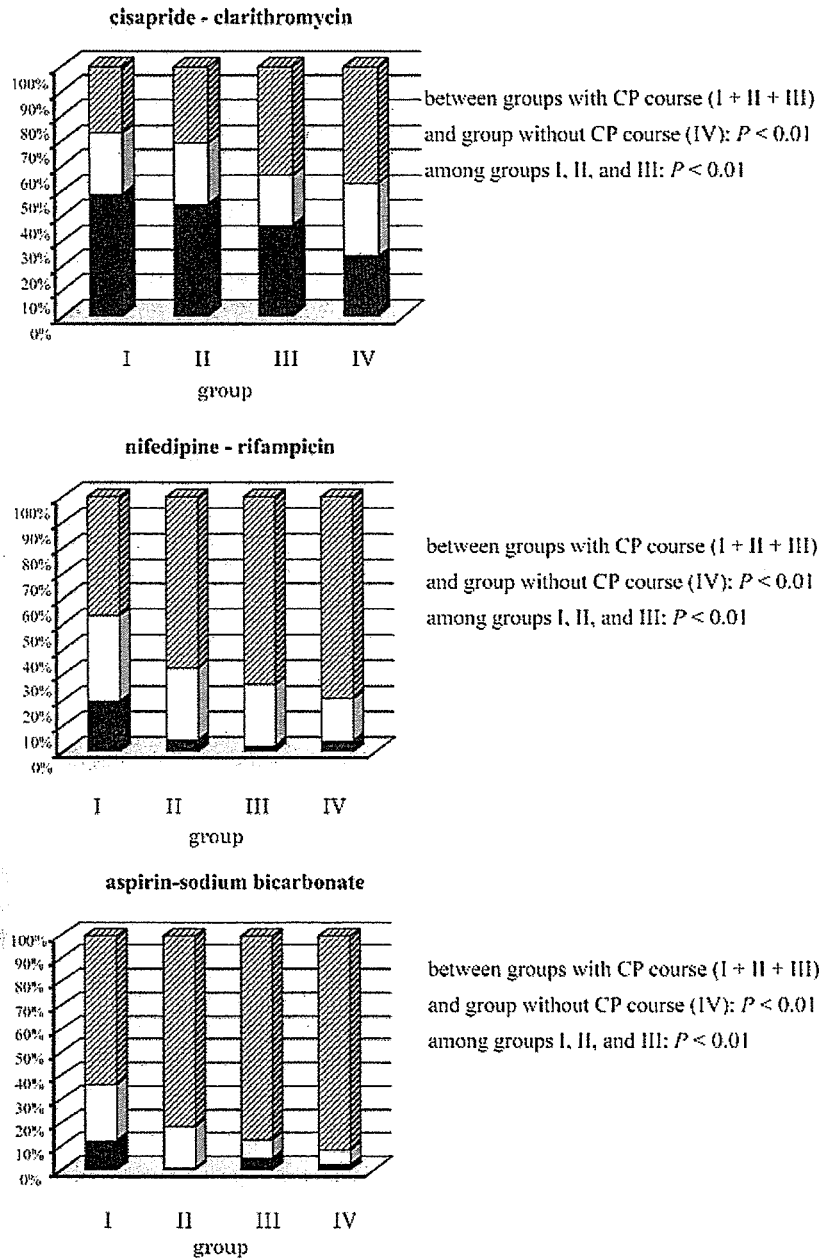 cisapride - clarithromycin
100%
90%
80%
70%
60%
50%
40%
30%
20%
10%
0%
I II III IV
group
between groups with CP course (I + II + III)
and group without CP course (IV): P < 0.01
among groups I, II, and III: P < 0.01
nifedipine - rifampicin
100%
90%
80%
70%
60%
50%
40%
30%
20%
10%
0%
I II III IV
group
between groups with CP course (I + II + III)
and group without CP course (IV): P < 0.01
among groups I, II, and III: P < 0.01
aspirin-sodium bicarbonate
100%
90%
80%
70%
60%
50%
40%
30%
20%
10%
0%
I II III IV
group
between groups with CP course (I + II + III)
and group without CP course (IV): P < 0.01
among groups I, II, and III: P < 0.01